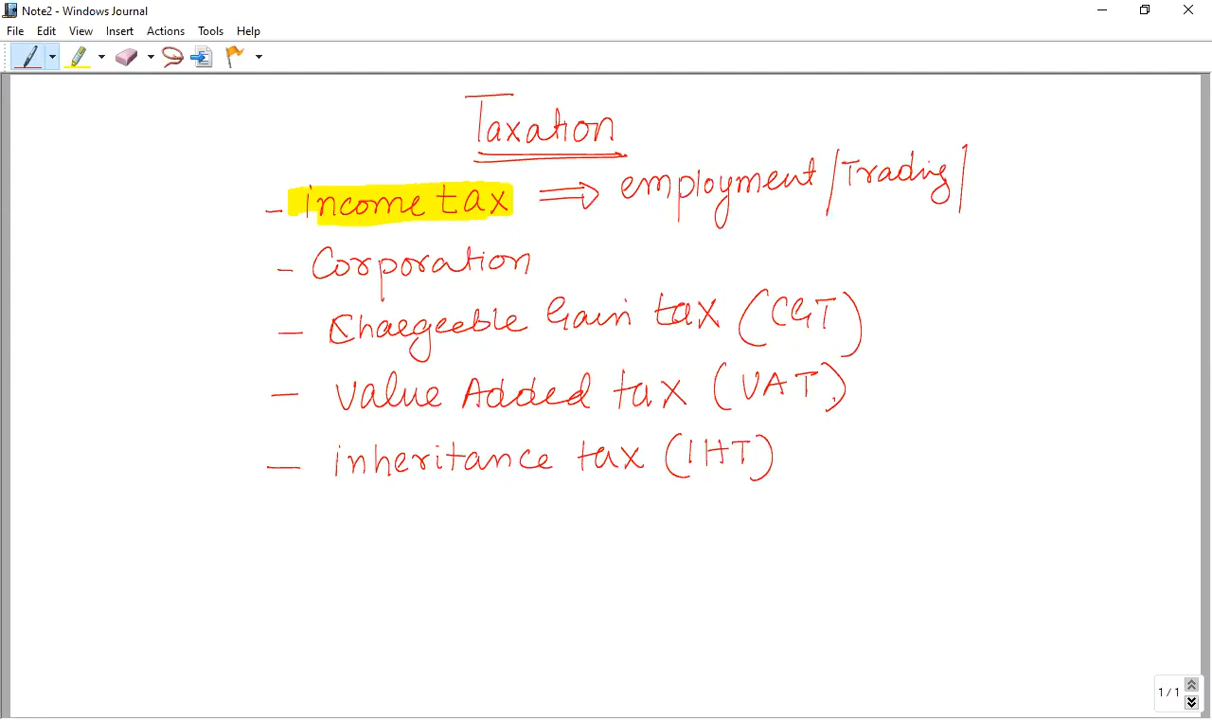 Note2 - Windows Journal
File Edit View Insert Actions Tools Help
Taxation
- income tax ⇒ employment / Trading /
- Corporation
- Chaegeeble Gain tax (CGT)
- Value Added tax (VAT)
- inheritance tax (IHT)
1 / 1